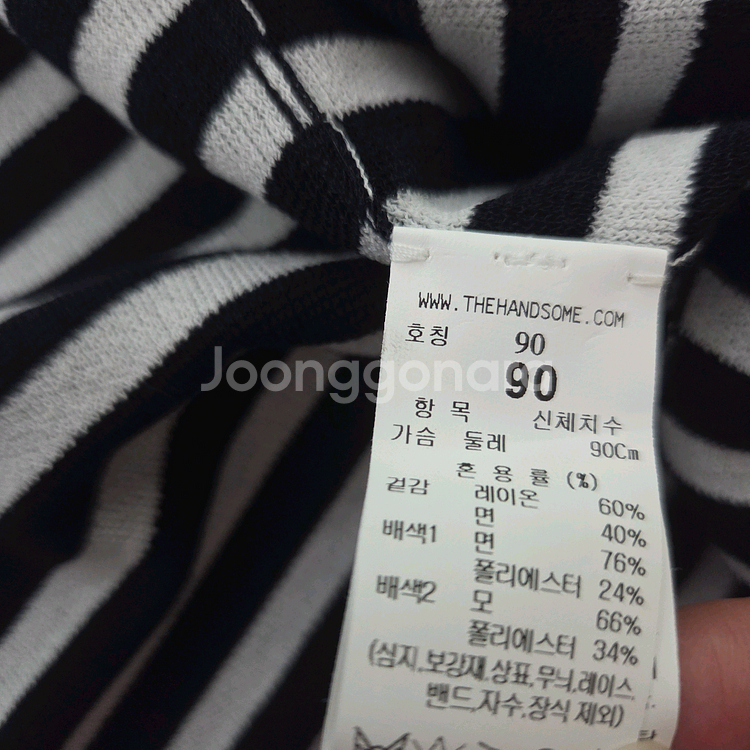 WWW.THEHANDSOME.COM
호칭 90
90
Joonggonara
항 목 신체치수
가슴 둘레 90Cm
혼 용 률 (%)
겉감 레이온 60%
면 40%
배색1 면 76%
폴리에스터 24%
배색2 모 66%
폴리에스터 34%
(심지,보강재,상표,무늬,레이스
밴드,자수,장식 제외)